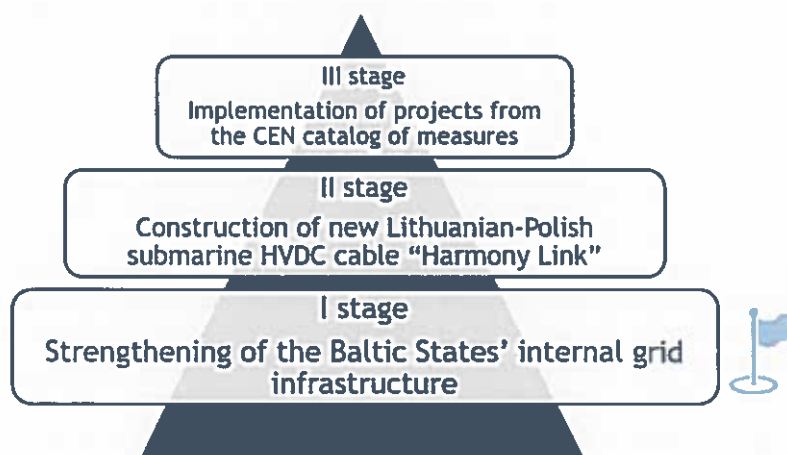 III stage
Implementation of projects from
the CEN catalog of measures
II stage
Construction of new Lithuanian-Polish
submarine HVDC cable “Harmony Link”
I stage
Strengthening of the Baltic States’ internal grid
infrastructure